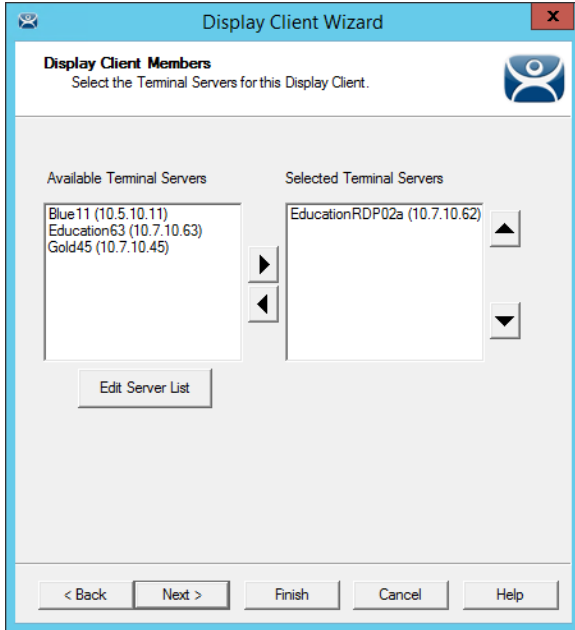 Display Client Wizard
x
Display Client Members
Select the Terminal Servers for this Display Client.
Available Terminal Servers
Selected Terminal Servers
Blue11 (10.5.10.11)
Education63 (10.7.10.63)
Gold45 (10.7.10.45)
EducationRDP02a (10.7.10.62)
Edit Server List
< Back
Next >
Finish
Cancel
Help